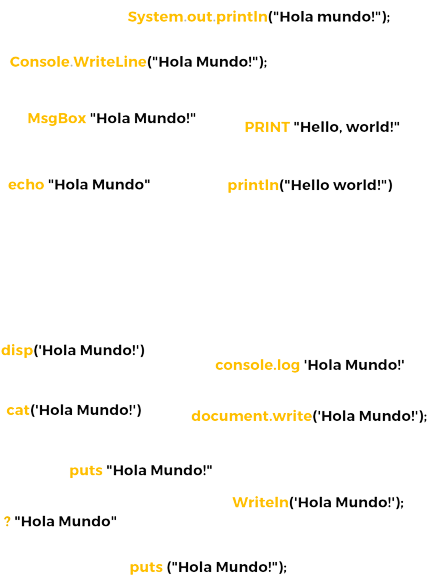 System.out.println("Hola mundo!");
Console.WriteLine("Hola Mundo!");
MsgBox "Hola Mundo!"
PRINT "Hello, world!"
echo "Hola Mundo"
println("Hello world!")
disp('Hola Mundo!')
console.log 'Hola Mundo!'
cat('Hola Mundo!')
document.write('Hola Mundo!');
puts "Hola Mundo!"
Writeln('Hola Mundo!');
? "Hola Mundo"
puts ("Hola Mundo!");